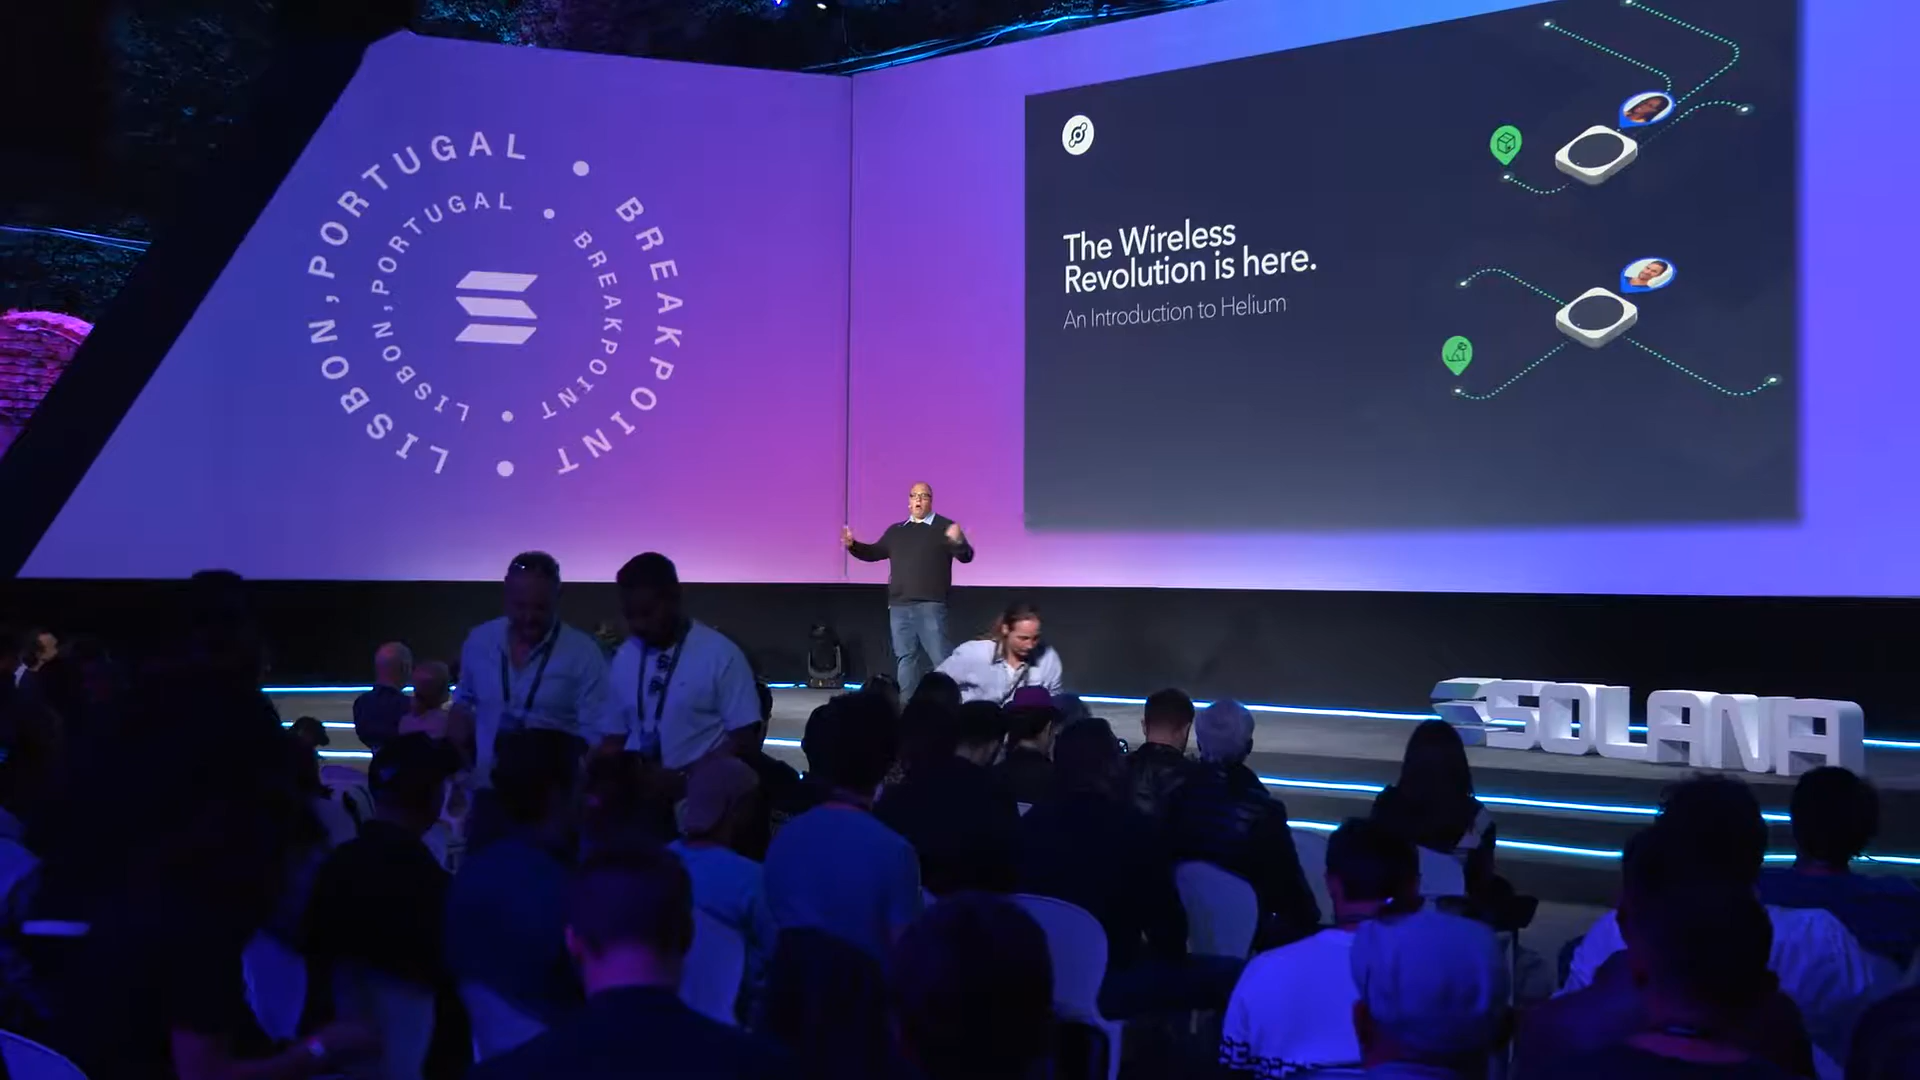 LISBON, PORTUGAL • BREAKPOINT •
LISBON, PORTUGAL • BREAKPOINT •
The Wireless
Revolution is here.
An Introduction to Helium
SOLANA